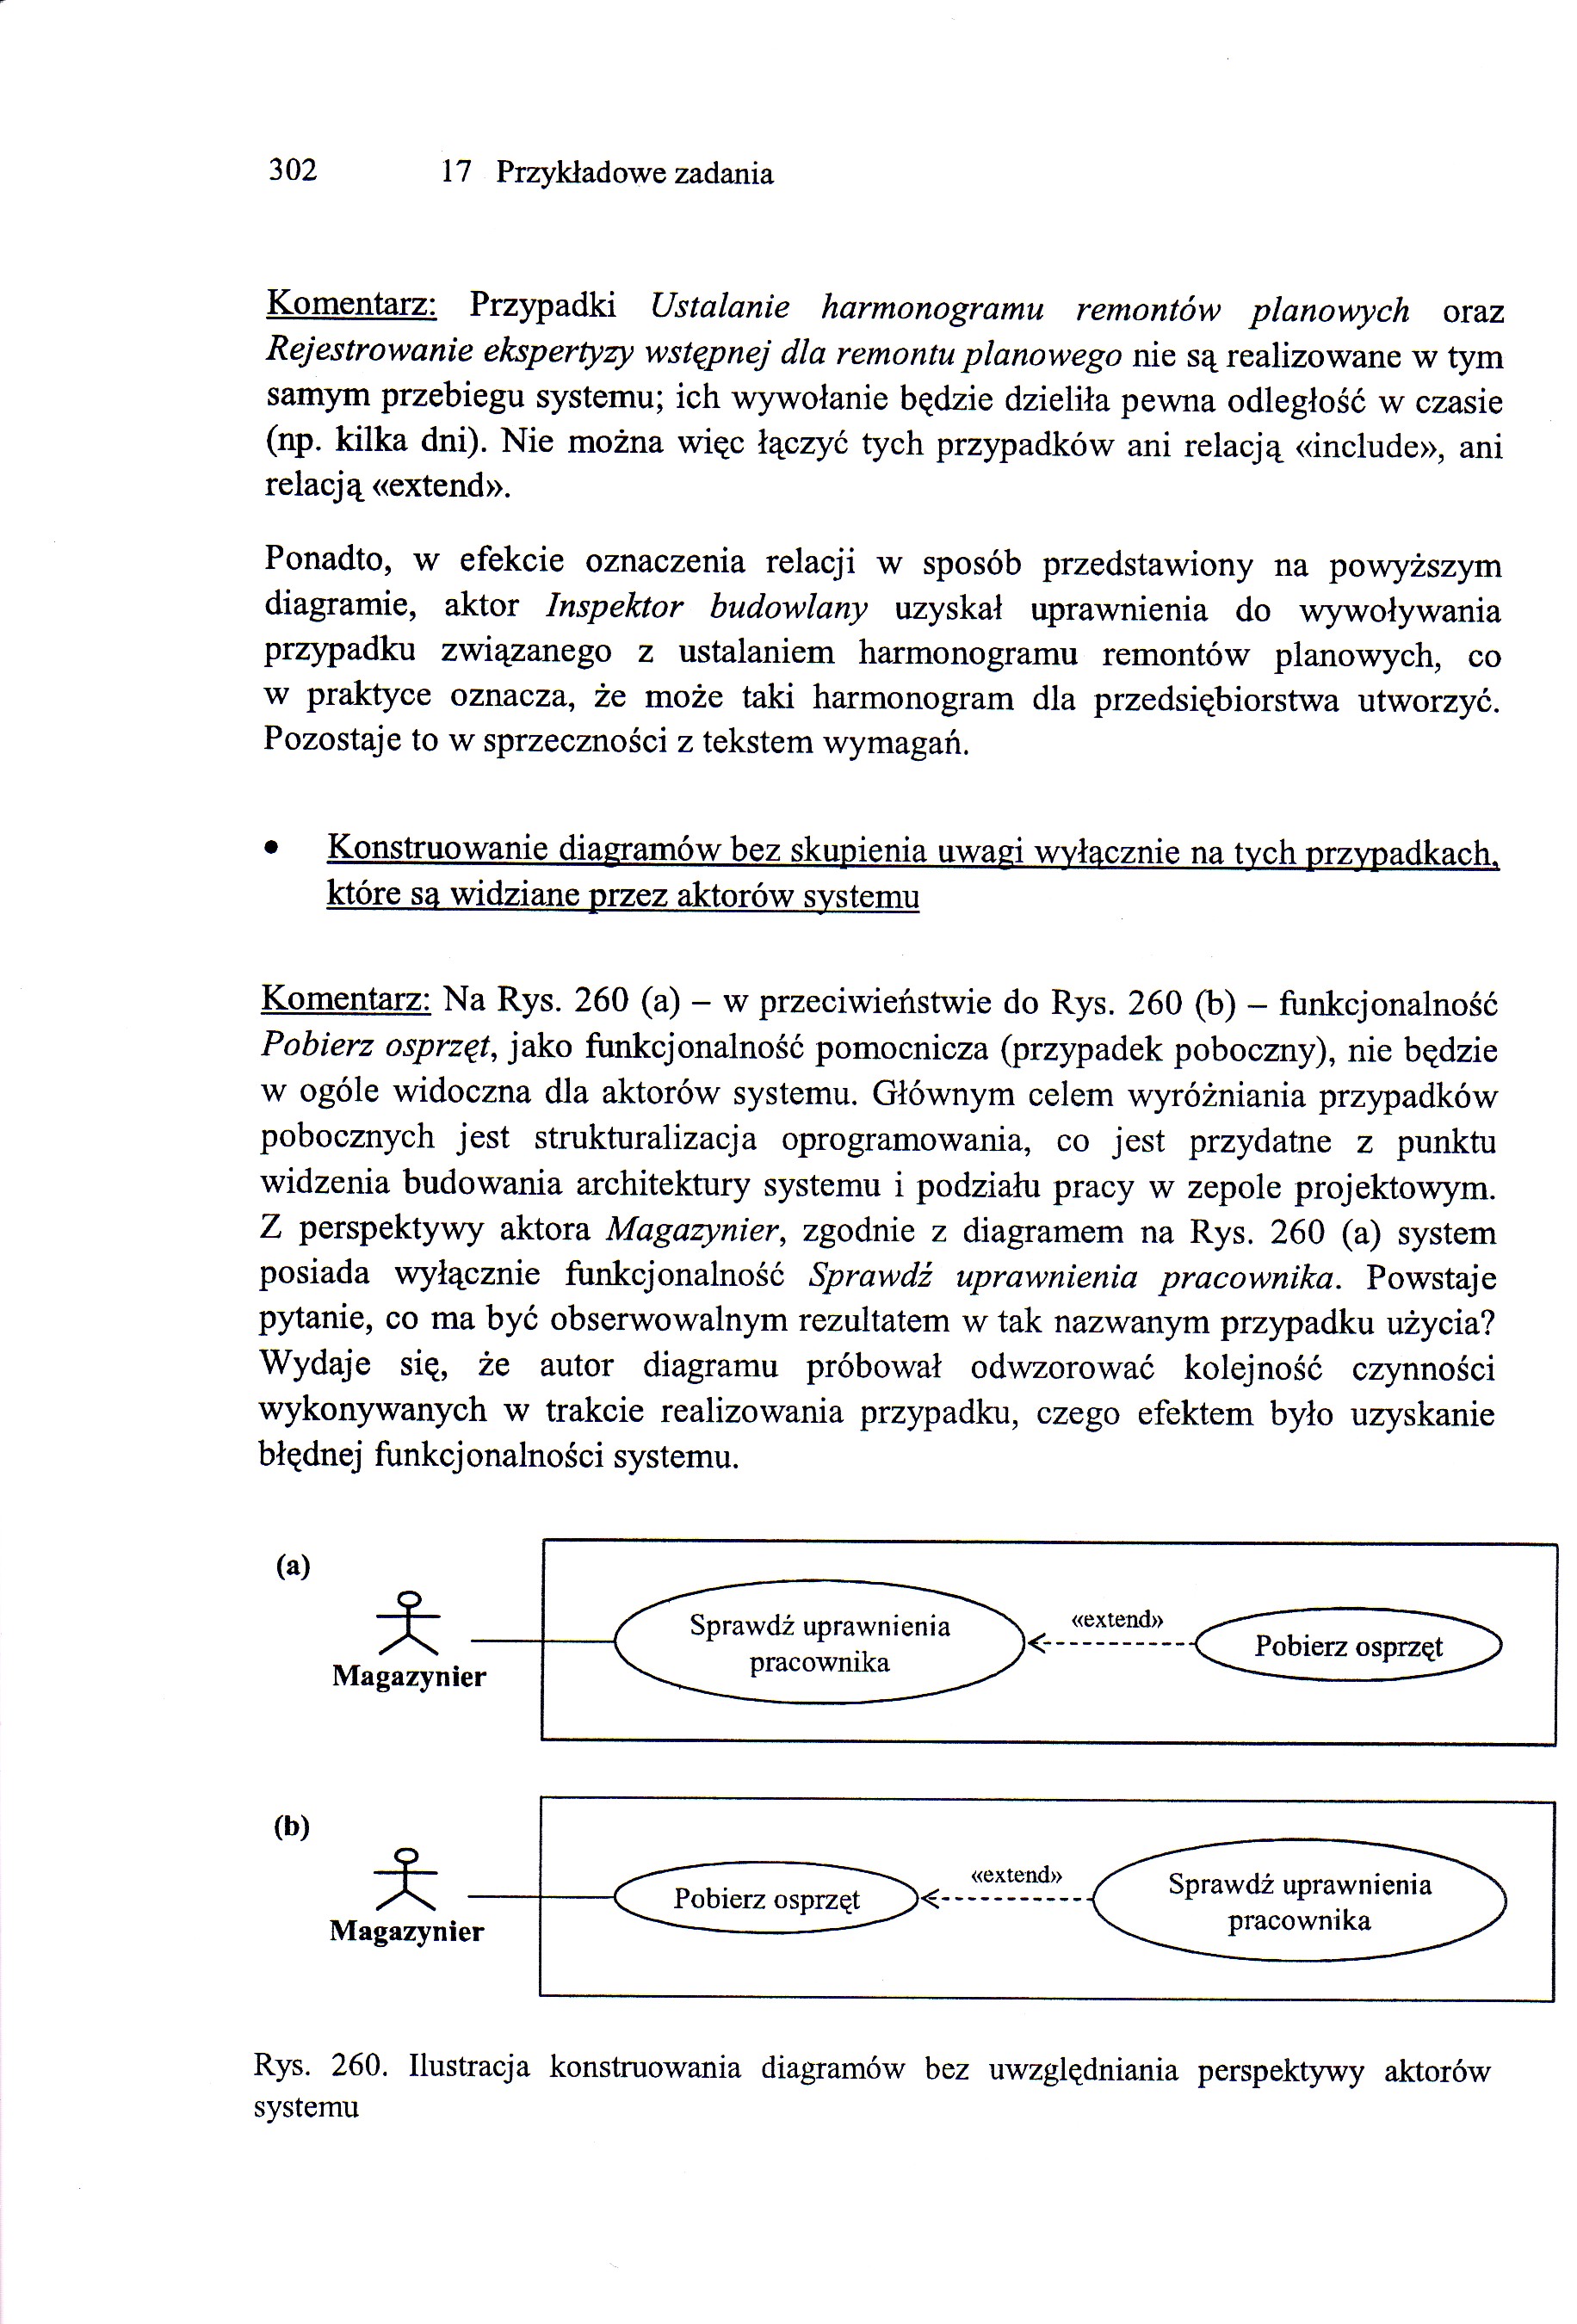 302 17 Przykładowe zadania
Komentarz: Przypadki Ustalanie harmonogramu remontów planowych oraz
Rejestrowanie ekspertyzy wstępnej dla remontu planowego nie są realizowane w tym
samym przebiegu systemu; ich wywołanie będzie dzieliła pewna odległość w czasie
(np. kilka dni). Nie można więc łączyć tych przypadków ani relacją «include», ani
relacją «extend».
Ponadto, w efekcie oznaczenia relacji w sposób przedstawiony na powyższym
diagramie, aktor Inspektor budowlany uzyskał uprawnienia do wywoływania
przypadku związanego z ustalaniem harmonogramu remontów planowych, co
w praktyce oznacza, że może taki harmonogram dla przedsiębiorstwa utworzyć.
Pozostaje to w sprzeczności z tekstem wymagań.
• Konstruowanie diagramów bez skupienia uwagi wyłącznie na tych przypadkach,
które są widziane przez aktorów systemu
Komentarz: Na Rys. 260 (a) – w przeciwieństwie do Rys. 260 (b) – funkcjonalność
Pobierz osprzęt, jako funkcjonalność pomocnicza (przypadek poboczny), nie będzie
w ogóle widoczna dla aktorów systemu. Głównym celem wyróżniania przypadków
pobocznych jest strukturalizacja oprogramowania, co jest przydatne z punktu
widzenia budowania architektury systemu i podziału pracy w zepole projektowym.
Z perspektywy aktora Magazynier, zgodnie z diagramem na Rys. 260 (a) system
posiada wyłącznie funkcjonalność Sprawdź uprawnienia pracownika. Powstaje
pytanie, co ma być obserwowalnym rezultatem w tak nazwanym przypadku użycia?
Wydaje się, że autor diagramu próbował odwzorować kolejność czynności
wykonywanych w trakcie realizowania przypadku, czego efektem było uzyskanie
błędnej funkcjonalności systemu.
(a)
Magazynier
Sprawdź uprawnienia
pracownika
«extend»
Pobierz osprzęt
(b)
Magazynier
Pobierz osprzęt
«extend»
Sprawdź uprawnienia
pracownika
Rys. 260. Ilustracja konstruowania diagramów bez uwzględniania perspektywy aktorów
systemu